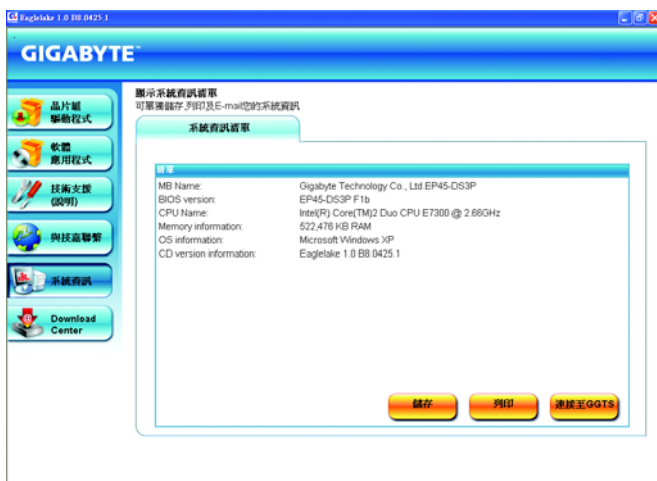 Eaglelake 1.0 B8.0425.1
GIGABYTE™
晶片組
驅動程式
軟體
應用程式
技術支援
(說明)
與技嘉聯繫
系統資訊
Download
Center
顯示系統資訊清單
可單獨儲存,列印及E-mail您的系統資訊
系統資訊清單
清單
MB Name: Gigabyte Technology Co., Ltd.EP45-DS3P
BIOS version: EP45-DS3P F1b
CPU Name: Intel(R) Core(TM)2 Duo CPU E7300 @ 2.66GHz
Memory information: 522,476 KB RAM
OS information: Microsoft Windows XP
CD version information: Eaglelake 1.0 B8.0425.1
儲存
列印
連接至GGTS